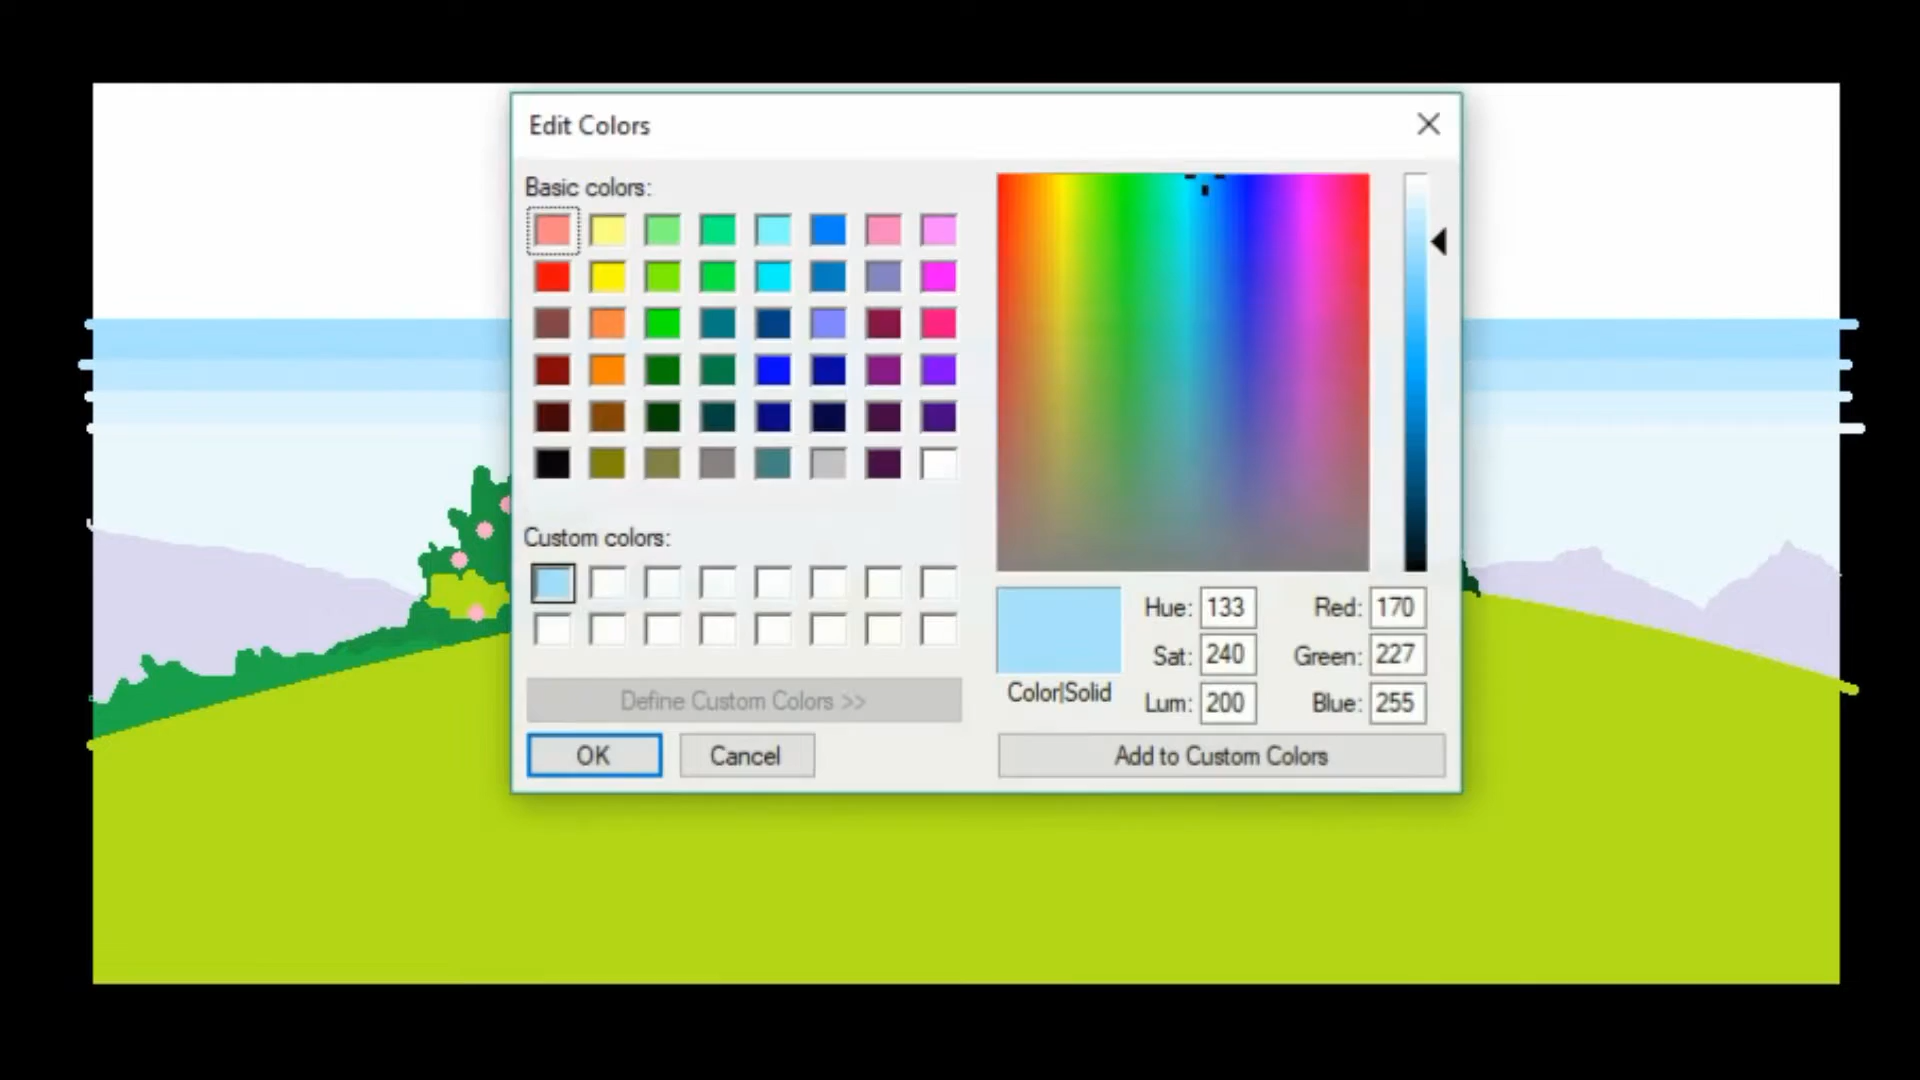 Edit Colors
Basic colors:
Custom colors:
Define Custom Colors >>
OK Cancel
Hue: 133 Red: 170
Sat: 240 Green: 227
Color|Solid
Lum: 200 Blue: 255
Add to Custom Colors